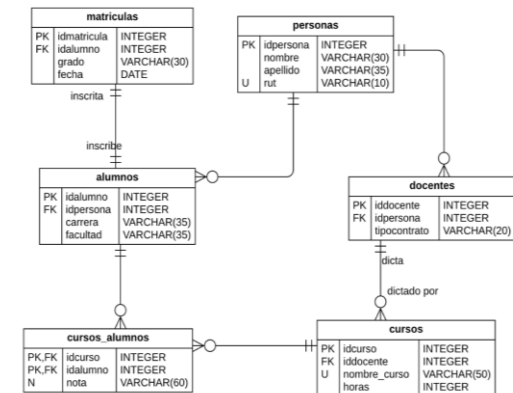 matriculas
PK idmatricula INTEGER
FK idalumno INTEGER
grado VARCHAR(30)
fecha DATE
personas
PK idpersona INTEGER
nombre VARCHAR(30)
apellido VARCHAR(35)
U rut VARCHAR(10)
inscrita
inscribe
alumnos
PK idalumno INTEGER
FK idpersona INTEGER
carrera VARCHAR(35)
facultad VARCHAR(35)
docentes
PK iddocente INTEGER
FK idpersona INTEGER
tipocontrato VARCHAR(20)
dicta
dictado por
cursos_alumnos
PK,FK idcurso INTEGER
PK,FK idalumno INTEGER
N nota VARCHAR(60)
cursos
PK idcurso INTEGER
FK iddocente INTEGER
U nombre_curso VARCHAR(50)
horas INTEGER